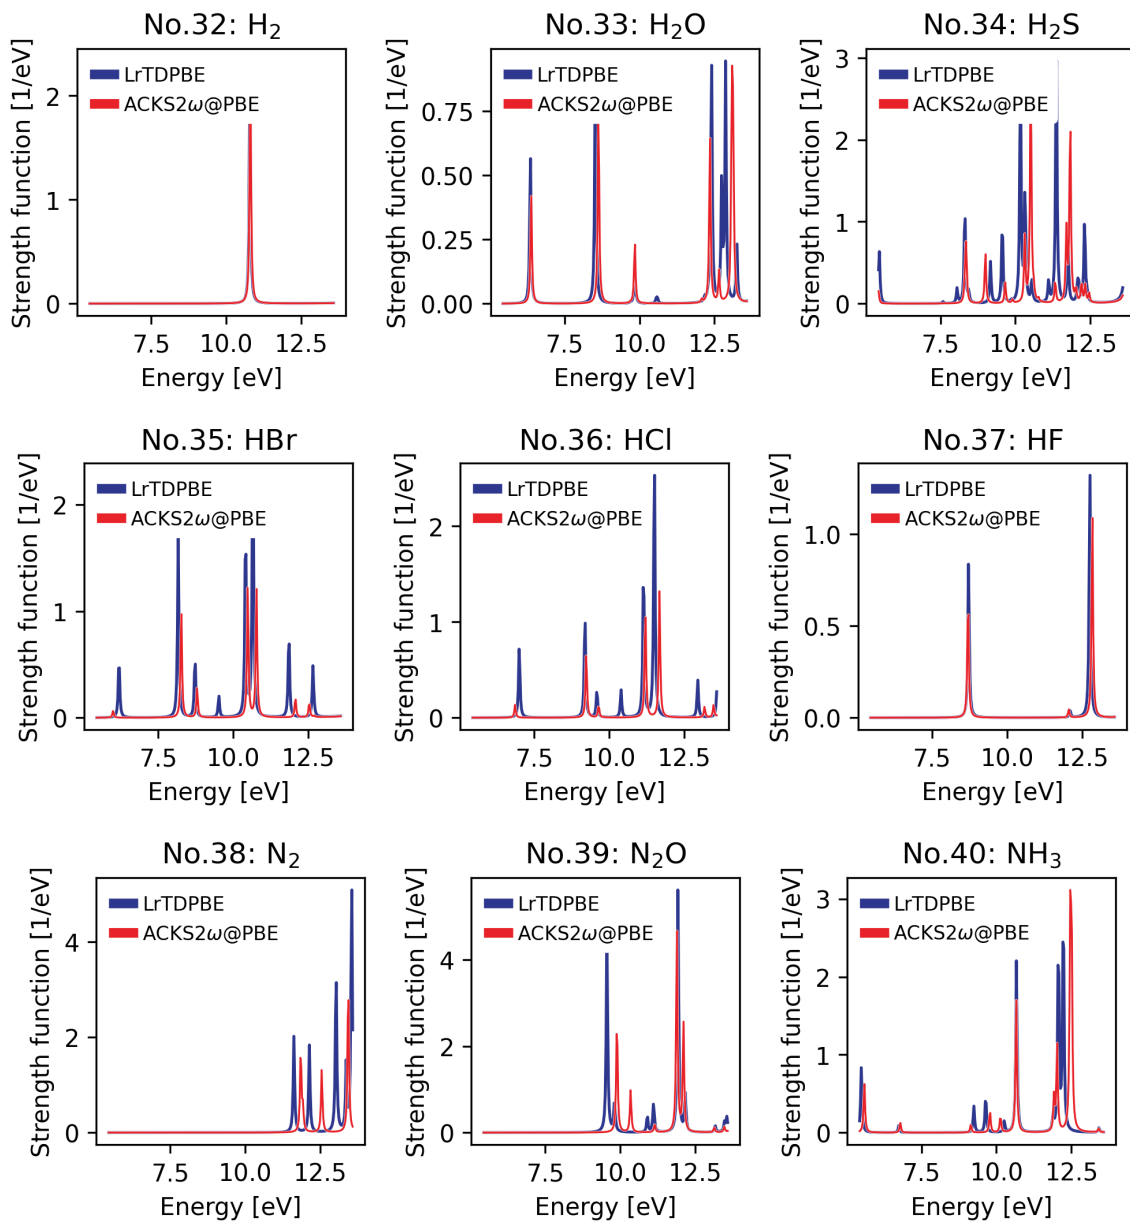 No.32: H₂
Strength function [1/eV]
2
1
0
LrTDPBE
ACKS2ω@PBE
7.5 10.0 12.5
Energy [eV]
No.33: H₂O
Strength function [1/eV]
0.75
0.50
0.25
0.00
LrTDPBE
ACKS2ω@PBE
7.5 10.0 12.5
Energy [eV]
No.34: H₂S
Strength function [1/eV]
3
2
1
0
LrTDPBE
ACKS2ω@PBE
7.5 10.0 12.5
Energy [eV]
No.35: HBr
Strength function [1/eV]
2
1
0
LrTDPBE
ACKS2ω@PBE
7.5 10.0 12.5
Energy [eV]
No.36: HCl
Strength function [1/eV]
2
1
0
LrTDPBE
ACKS2ω@PBE
7.5 10.0 12.5
Energy [eV]
No.37: HF
Strength function [1/eV]
1.0
0.5
0.0
LrTDPBE
ACKS2ω@PBE
7.5 10.0 12.5
Energy [eV]
No.38: N₂
Strength function [1/eV]
4
2
0
LrTDPBE
ACKS2ω@PBE
7.5 10.0 12.5
Energy [eV]
No.39: N₂O
Strength function [1/eV]
4
2
0
LrTDPBE
ACKS2ω@PBE
7.5 10.0 12.5
Energy [eV]
No.40: NH₃
Strength function [1/eV]
3
2
1
0
LrTDPBE
ACKS2ω@PBE
7.5 10.0 12.5
Energy [eV]